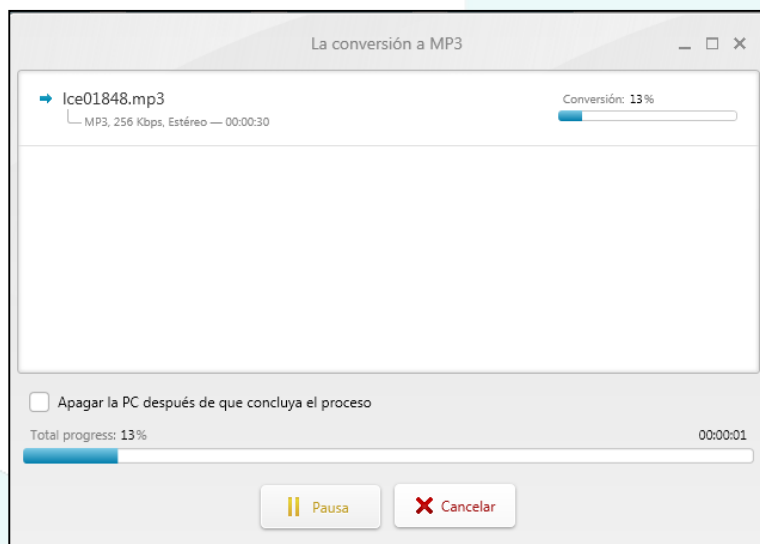 La conversión a MP3
Ice01848.mp3
Conversión: 13%
MP3, 256 Kbps, Estéreo — 00:00:30
Apagar la PC después de que concluya el proceso
Total progress: 13%
00:00:01
Pausa
Cancelar